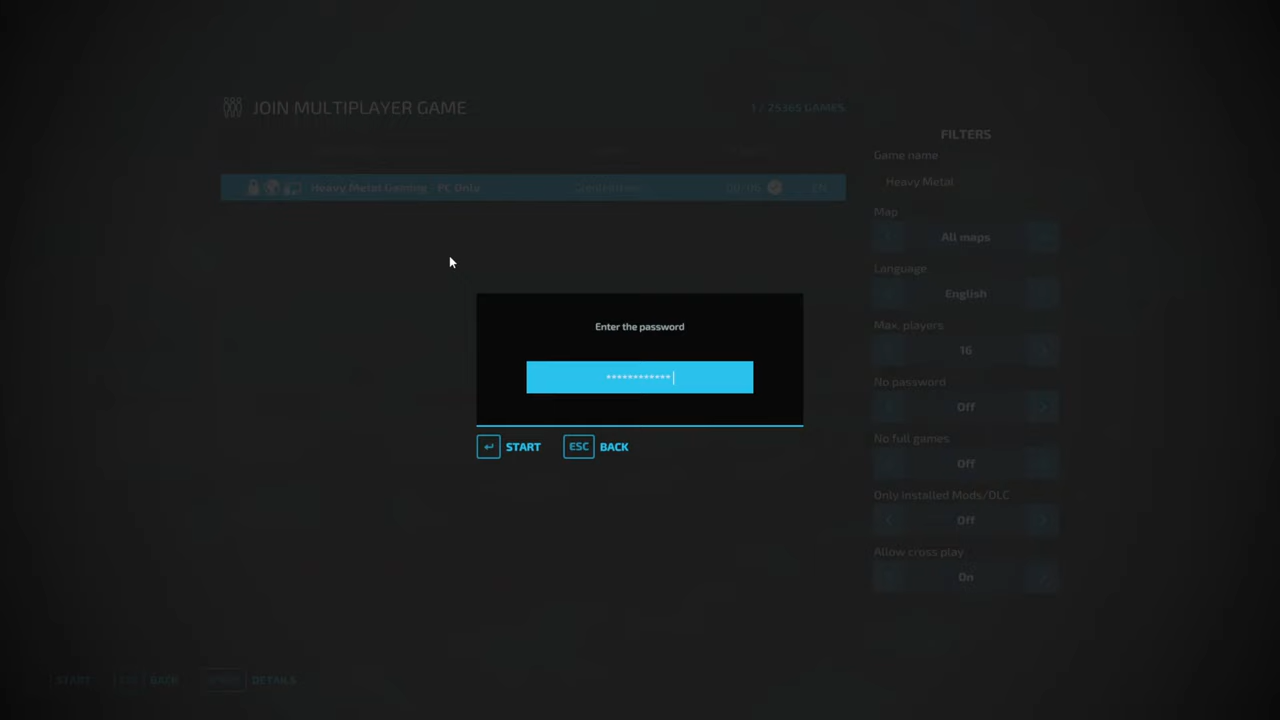 JOIN MULTIPLAYER GAME
1 / 25365 GAMES
Heavy Metal Gaming - PC Only
EN
FILTERS
Game name
Heavy Metal
Map
All maps
Language
English
Max. players
16
No password
Off
No full games
Off
Only installed Mods/DLC
Off
Allow cross play
On
Enter the password
************
START
ESC BACK
START
BACK
DETAILS